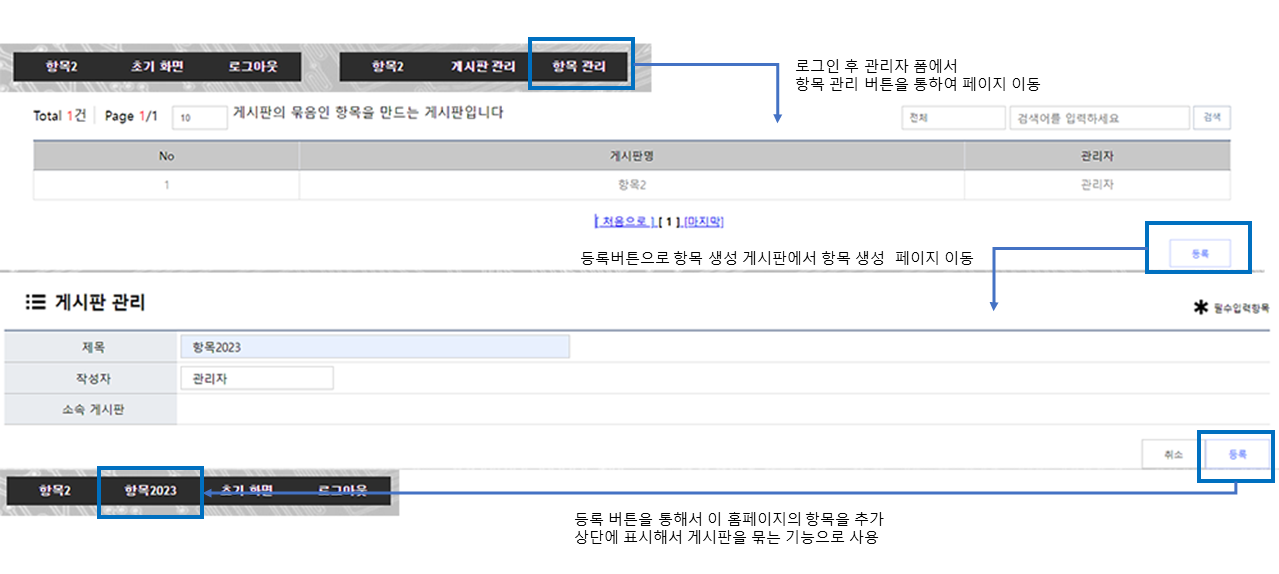 항목2 초기 화면 로그아웃 항목2 게시판 관리 항목 관리
로그인 후 관리자 폼에서
항목 관리 버튼을 통하여 페이지 이동
Total 1건 Page 1/1 10 게시판의 묶음인 항목을 만드는 게시판입니다 전체 검색어를 입력하세요 검색
No 게시판명 관리자
1 항목2 관리자
[ 처음으로 ] [ 1 ] [마지막]
등록버튼으로 항목 생성 게시판에서 항목 생성 페이지 이동 등록
게시판 관리
필수입력항목
제목 항목2023
작성자 관리자
소속 게시판
취소 등록
항목2 항목2023 초기 화면 로그아웃
등록 버튼을 통해서 이 홈페이지의 항목을 추가
상단에 표시해서 게시판을 묶는 기능으로 사용